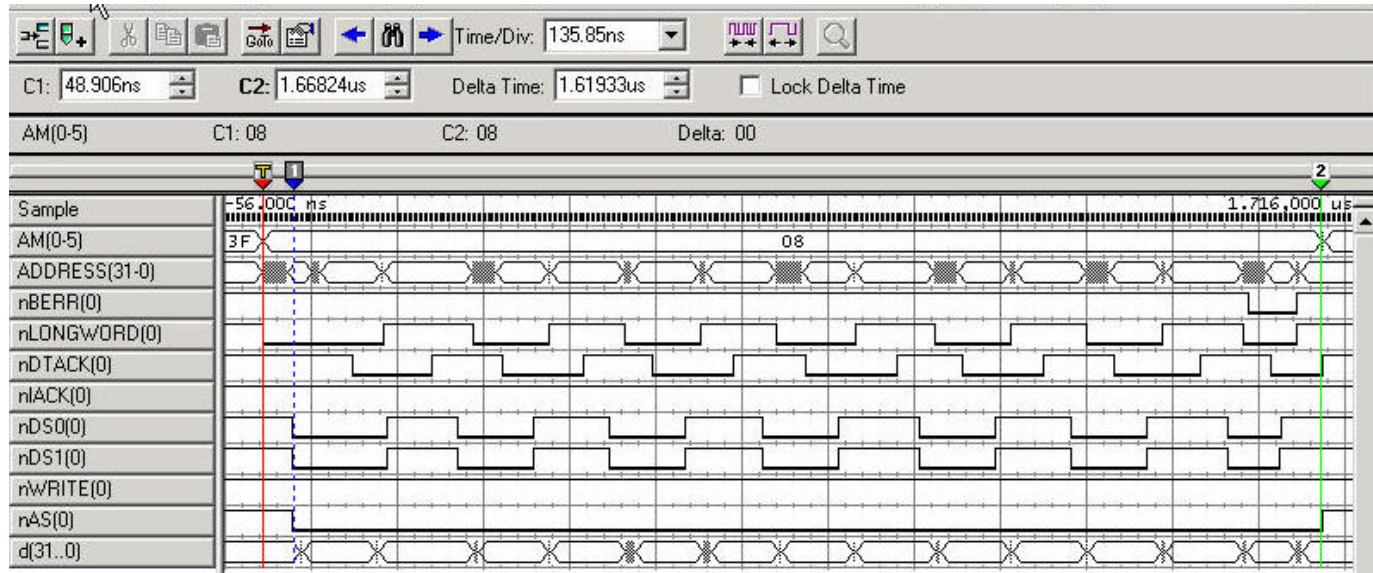 GoTo Time/Div: 135.85ns
C1: 48.906ns C2: 1.66824us Delta Time: 1.61933us Lock Delta Time
AM(0-5) C1: 08 C2: 08 Delta: 00
T 1 2
Sample -56.000 ns 1.716,000 us
AM(0-5) 3F 08
ADDRESS(31-0)
nBERR(0)
nLONGWORD(0)
nDTACK(0)
nIACK(0)
nDS0(0)
nDS1(0)
nWRITE(0)
nAS(0)
d(31..0)